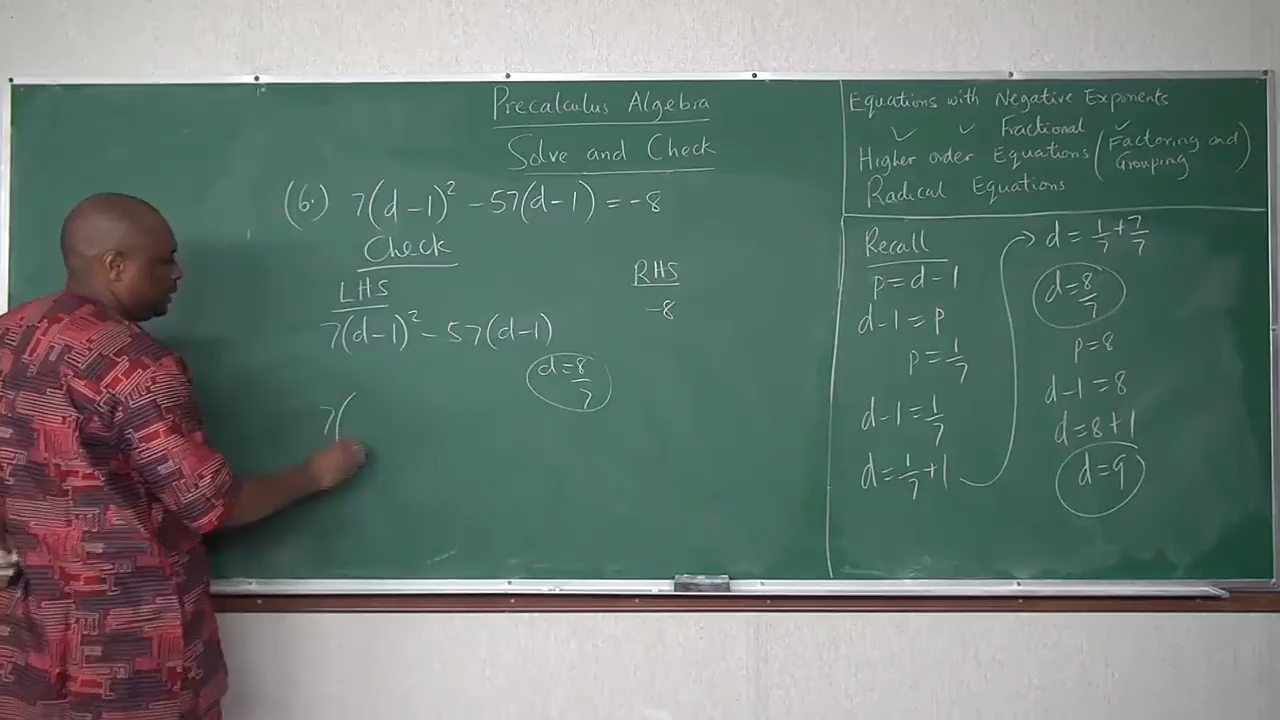 Precalculus Algebra
Solve and Check
(6.) 7(d-1)² - 57(d-1) = -8
Check
LHS
7(d-1)² - 57(d-1)
d=8/7
7(
RHS
-8
Equations with Negative Exponents
✓ ✓ Fractional ✓
Higher order Equations (Factoring and Grouping)
Radical Equations
Recall
p=d-1
d-1=p
p=1/7
d-1=1/7
d=1/7+1
→ d=1/7+7/7
d=8/7
p=8
d-1=8
d=8+1
d=9